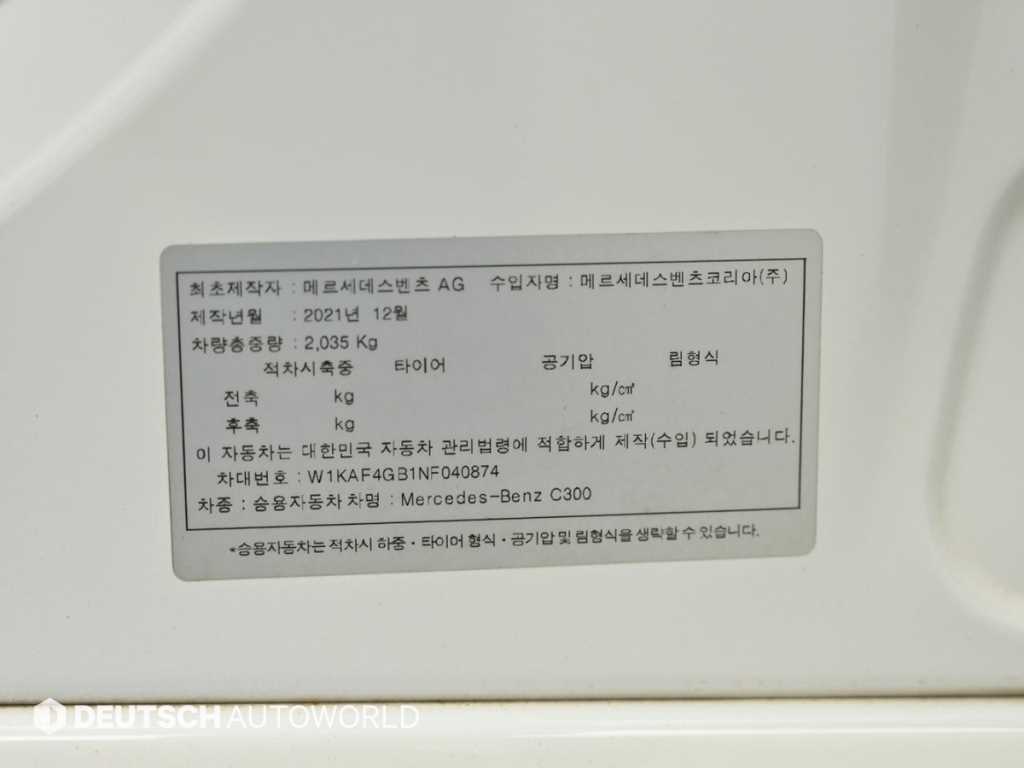 최초제작자 : 메르세데스벤츠 AG 수입자명 : 메르세데스벤츠코리아(주)
제작년월 : 2021년 12월
차량총중량 : 2,035 Kg
적차시축중 타이어 공기압 림형식
전축 kg kg/㎠
후축 kg kg/㎠
이 자동차는 대한민국 자동차 관리법령에 적합하게 제작(수입) 되었습니다.
차대번호 : W1KAF4GB1NF040874
차종 : 승용자동차 차명 : Mercedes-Benz C300
*승용자동차는 적차시 하중・타이어 형식・공기압 및 림형식을 생략할 수 있습니다.
DEUTSCH AUTOWORLD